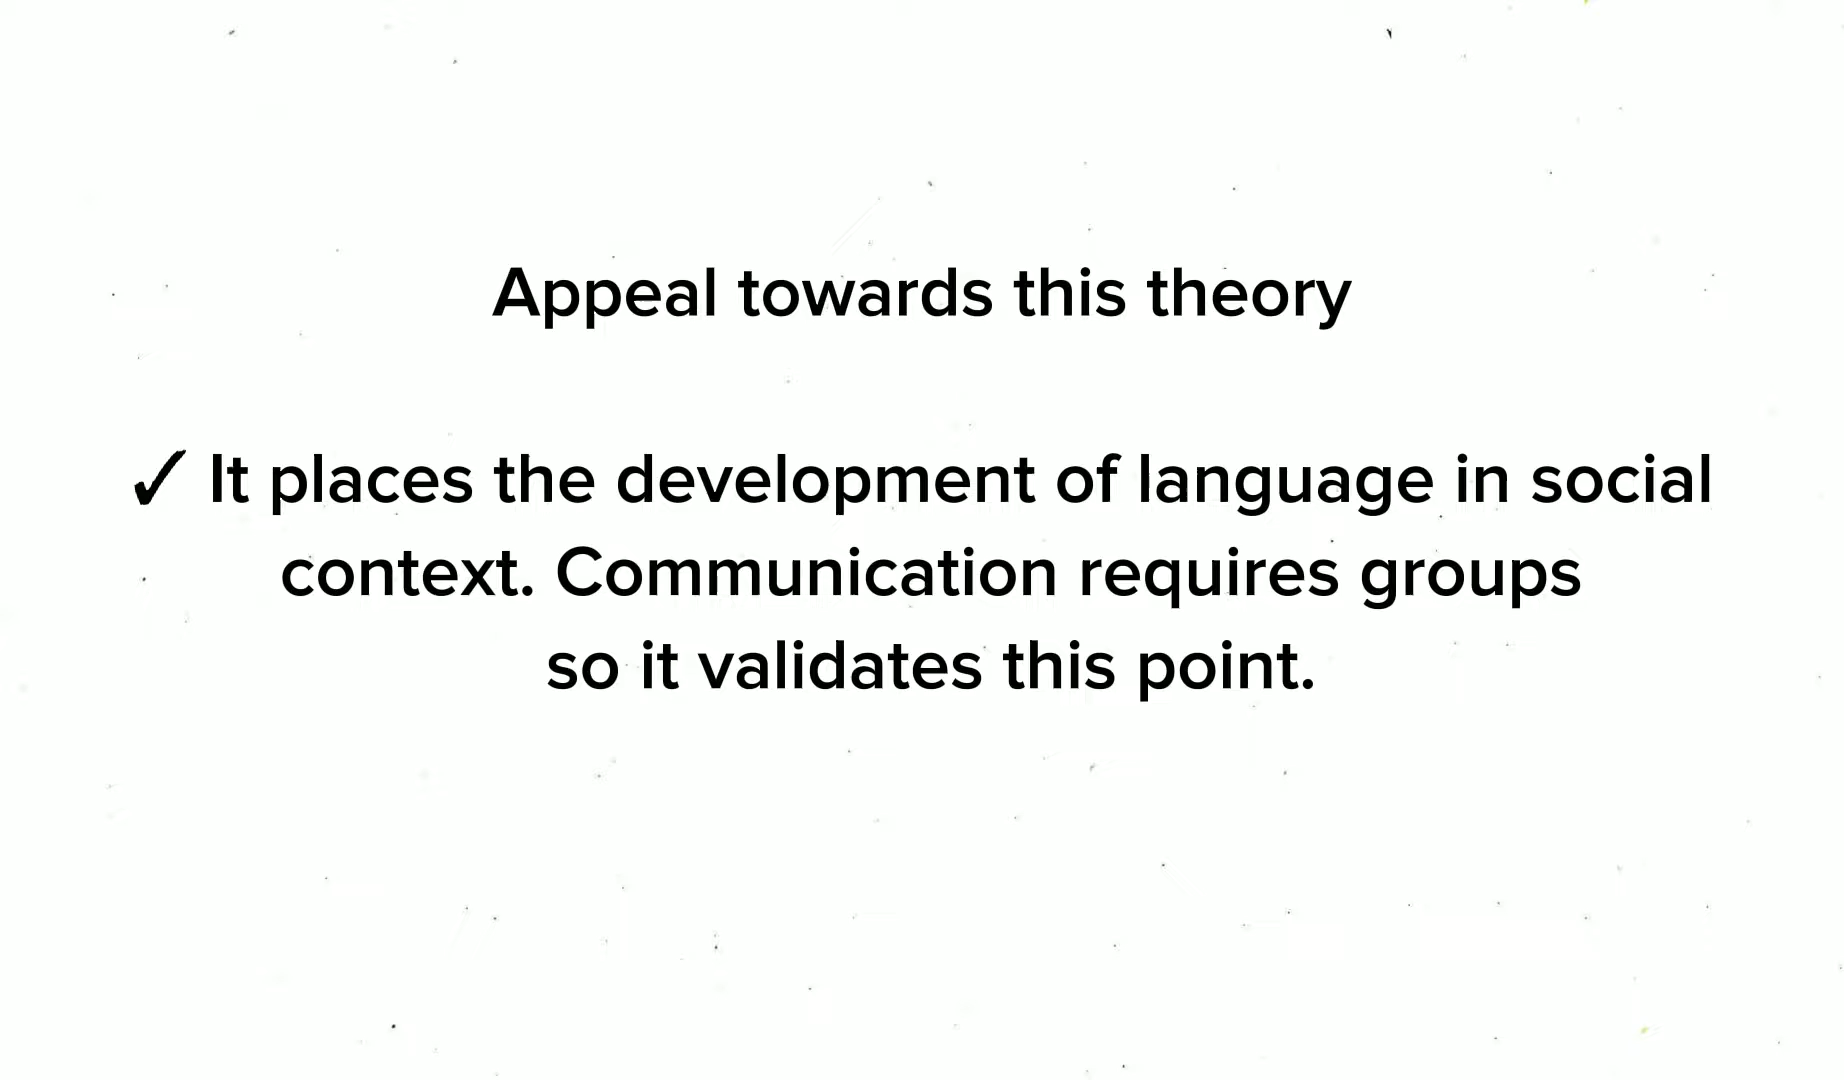 Appeal towards this theory
✓ It places the development of language in social
context. Communication requires groups
so it validates this point.